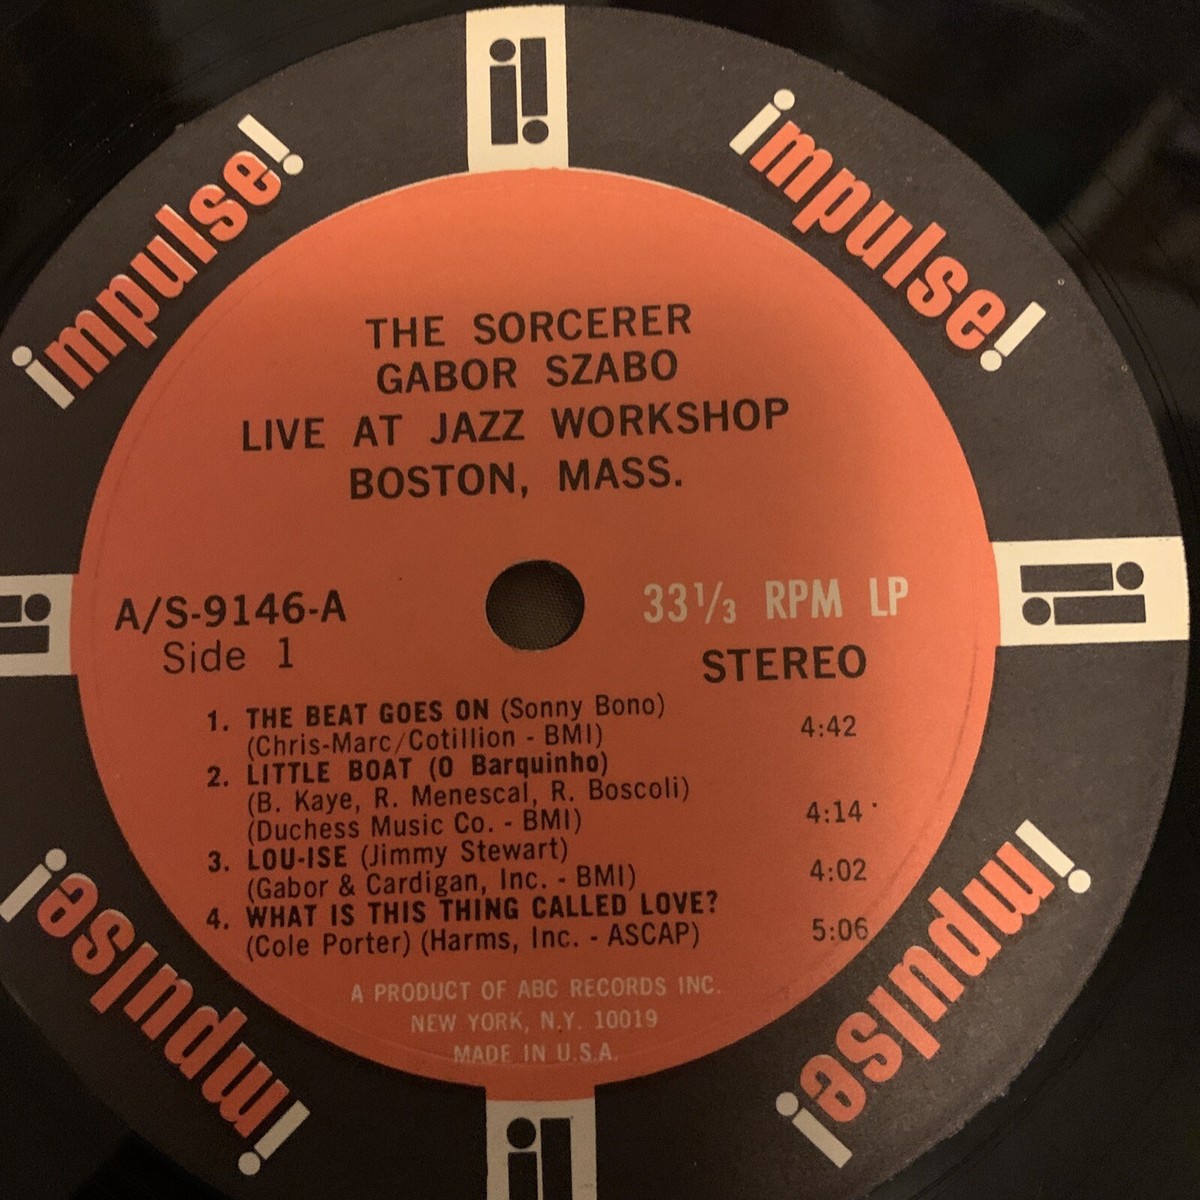 impulse!
impulse!
THE SORCERER
GABOR SZABO
LIVE AT JAZZ WORKSHOP
BOSTON, MASS.
A/S-9146-A
Side 1
33⅓ RPM LP
STEREO
1. THE BEAT GOES ON (Sonny Bono)
(Chris-Marc/Cotillion - BMI) 4:42
2. LITTLE BOAT (O Barquinho)
(B. Kaye, R. Menescal, R. Boscoli)
(Duchess Music Co. - BMI) 4:14
3. LOU-ISE (Jimmy Stewart)
(Gabor & Cardigan, Inc. - BMI) 4:02
4. WHAT IS THIS THING CALLED LOVE?
(Cole Porter) (Harms, Inc. - ASCAP) 5:06
A PRODUCT OF ABC RECORDS INC.
NEW YORK, N.Y. 10019
MADE IN U.S.A.
impulse!
impulse!